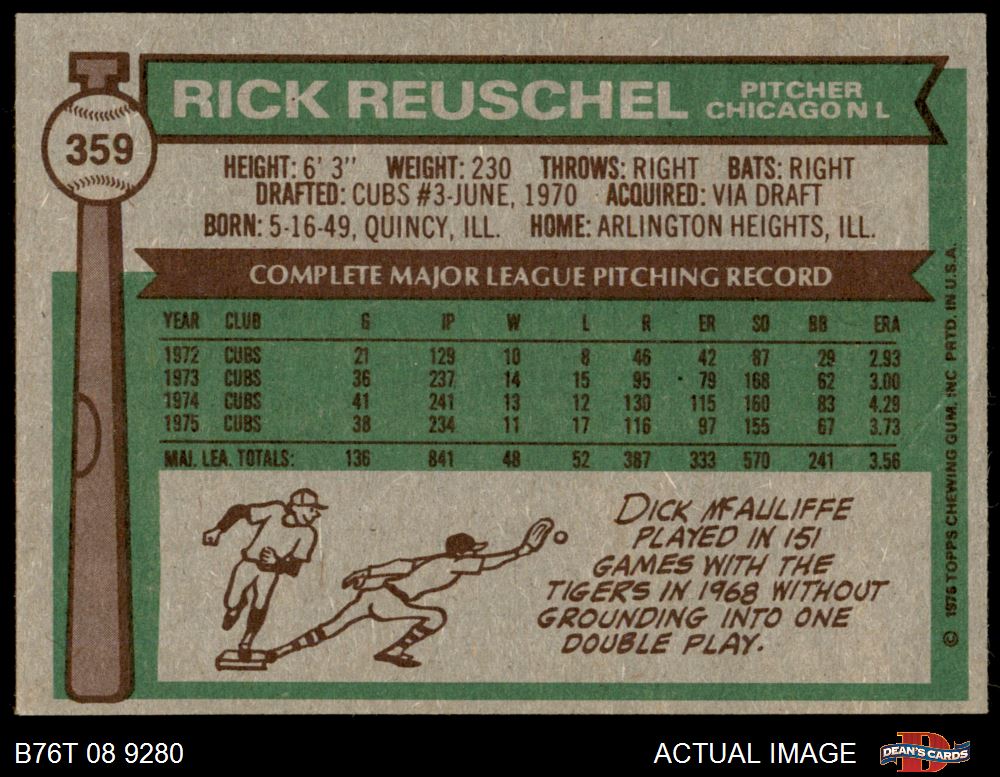 RICK REUSCHEL
PITCHER
CHICAGO N L
359
HEIGHT: 6' 3" WEIGHT: 230 THROWS: RIGHT BATS: RIGHT
DRAFTED: CUBS #3-JUNE, 1970 ACQUIRED: VIA DRAFT
BORN: 5-16-49, QUINCY, ILL. HOME: ARLINGTON HEIGHTS, ILL.
COMPLETE MAJOR LEAGUE PITCHING RECORD
YEAR CLUB G IP W L R ER SO BB ERA
1972 CUBS 21 129 10 8 46 42 87 29 2.93
1973 CUBS 36 237 14 15 95 79 168 62 3.00
1974 CUBS 41 241 13 12 130 115 160 83 4.29
1975 CUBS 38 234 11 17 116 97 155 67 3.73
MAJ. LEA. TOTALS: 136 841 48 52 387 333 570 241 3.56
DICK McAULIFFE
PLAYED IN 151
GAMES WITH THE
TIGERS IN 1968 WITHOUT
GROUNDING INTO ONE
DOUBLE PLAY.
© 1976 TOPPS CHEWING GUM, INC PRTD. IN U.S.A.
B76T 08 9280
ACTUAL IMAGE
DEAN'S CARDS